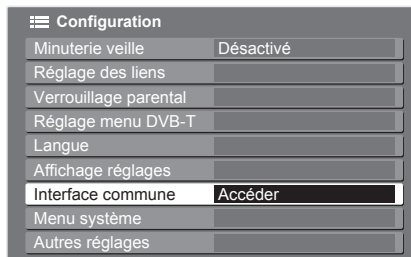 Configuration
Minuterie veille Désactivé
Réglage des liens
Verrouillage parental
Réglage menu DVB-T
Langue
Affichage réglages
Interface commune Accéder
Menu système
Autres réglages